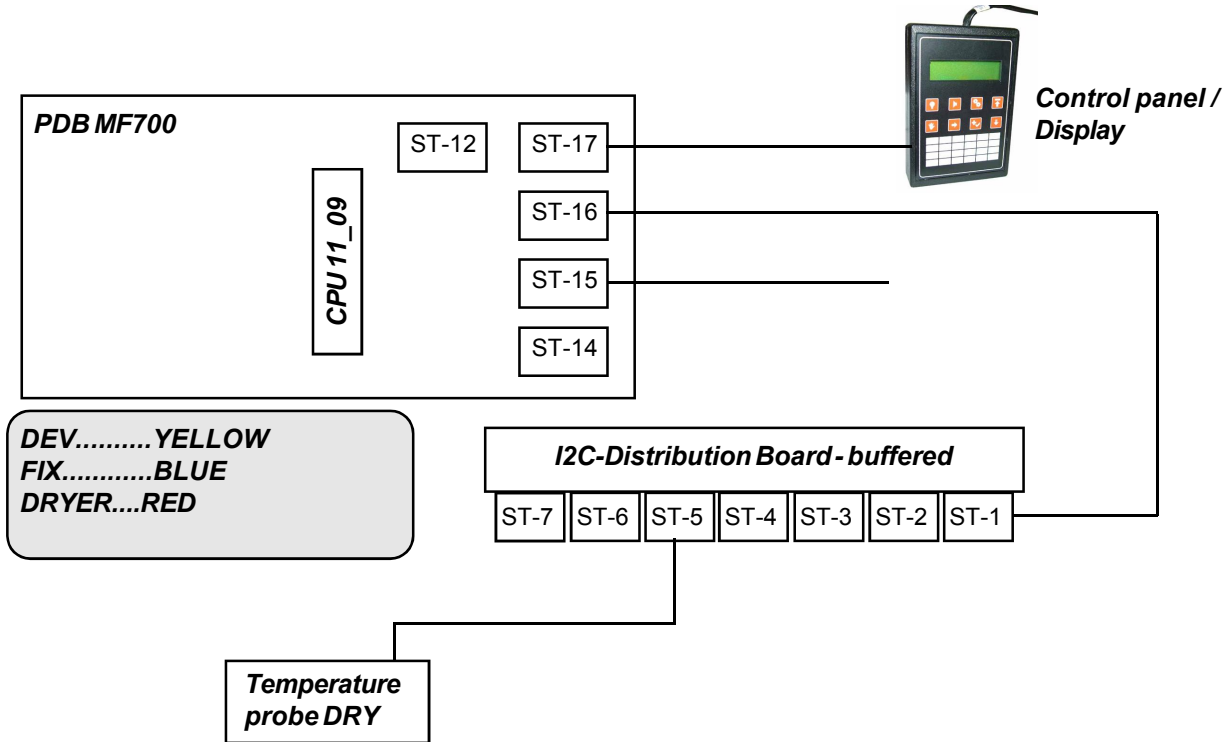 PDB MF700
ST-12
ST-17
Control panel /
Display
ST-16
CPU 11_09
ST-15
ST-14
DEV..........YELLOW
FIX............BLUE
DRYER....RED
I2C-Distribution Board - buffered
ST-7 ST-6 ST-5 ST-4 ST-3 ST-2 ST-1
Temperature
probe DRY